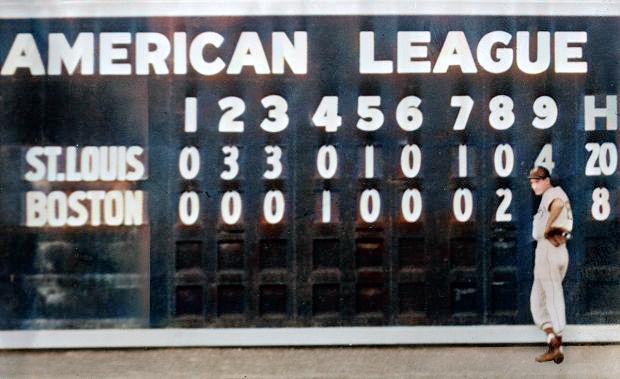 AMERICAN LEAGUE
1 2 3 4 5 6 7 8 9 H
ST. LOUIS 0 3 3 0 1 0 1 0 4 20
BOSTON 0 0 0 1 0 0 0 2 8